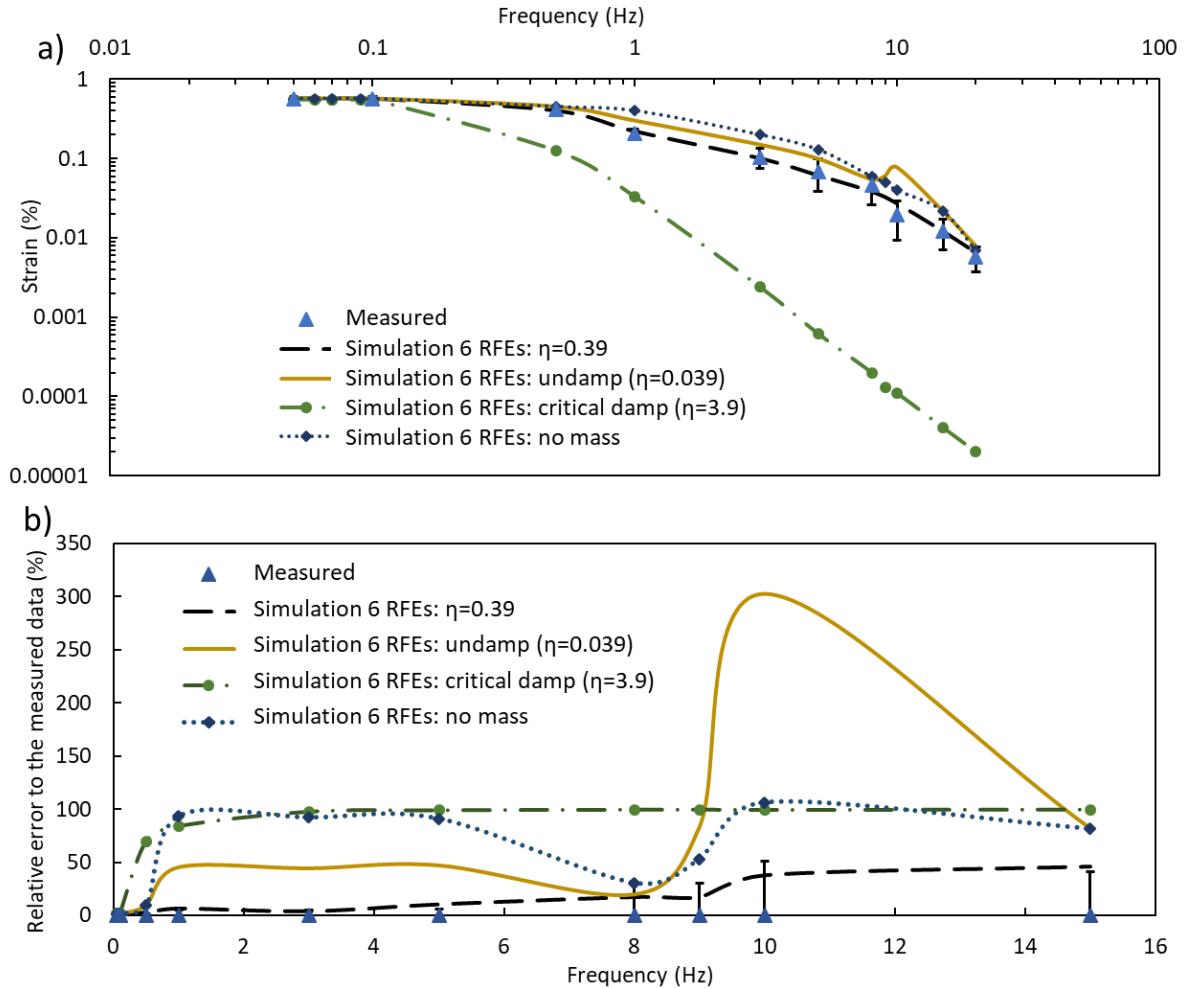 Frequency (Hz)
a)
0.01 0.1 1 10 100
1
0.1
0.01
0.001
0.0001
0.00001
Strain (%)
Measured
Simulation 6 RFEs: η=0.39
Simulation 6 RFEs: undamp (η=0.039)
Simulation 6 RFEs: critical damp (η=3.9)
Simulation 6 RFEs: no mass
b)
350
300
250
200
150
100
50
0
Relative error to the measured data (%)
Measured
Simulation 6 RFEs: η=0.39
Simulation 6 RFEs: undamp (η=0.039)
Simulation 6 RFEs: critical damp (η=3.9)
Simulation 6 RFEs: no mass
0 2 4 6 8 10 12 14 16
Frequency (Hz)